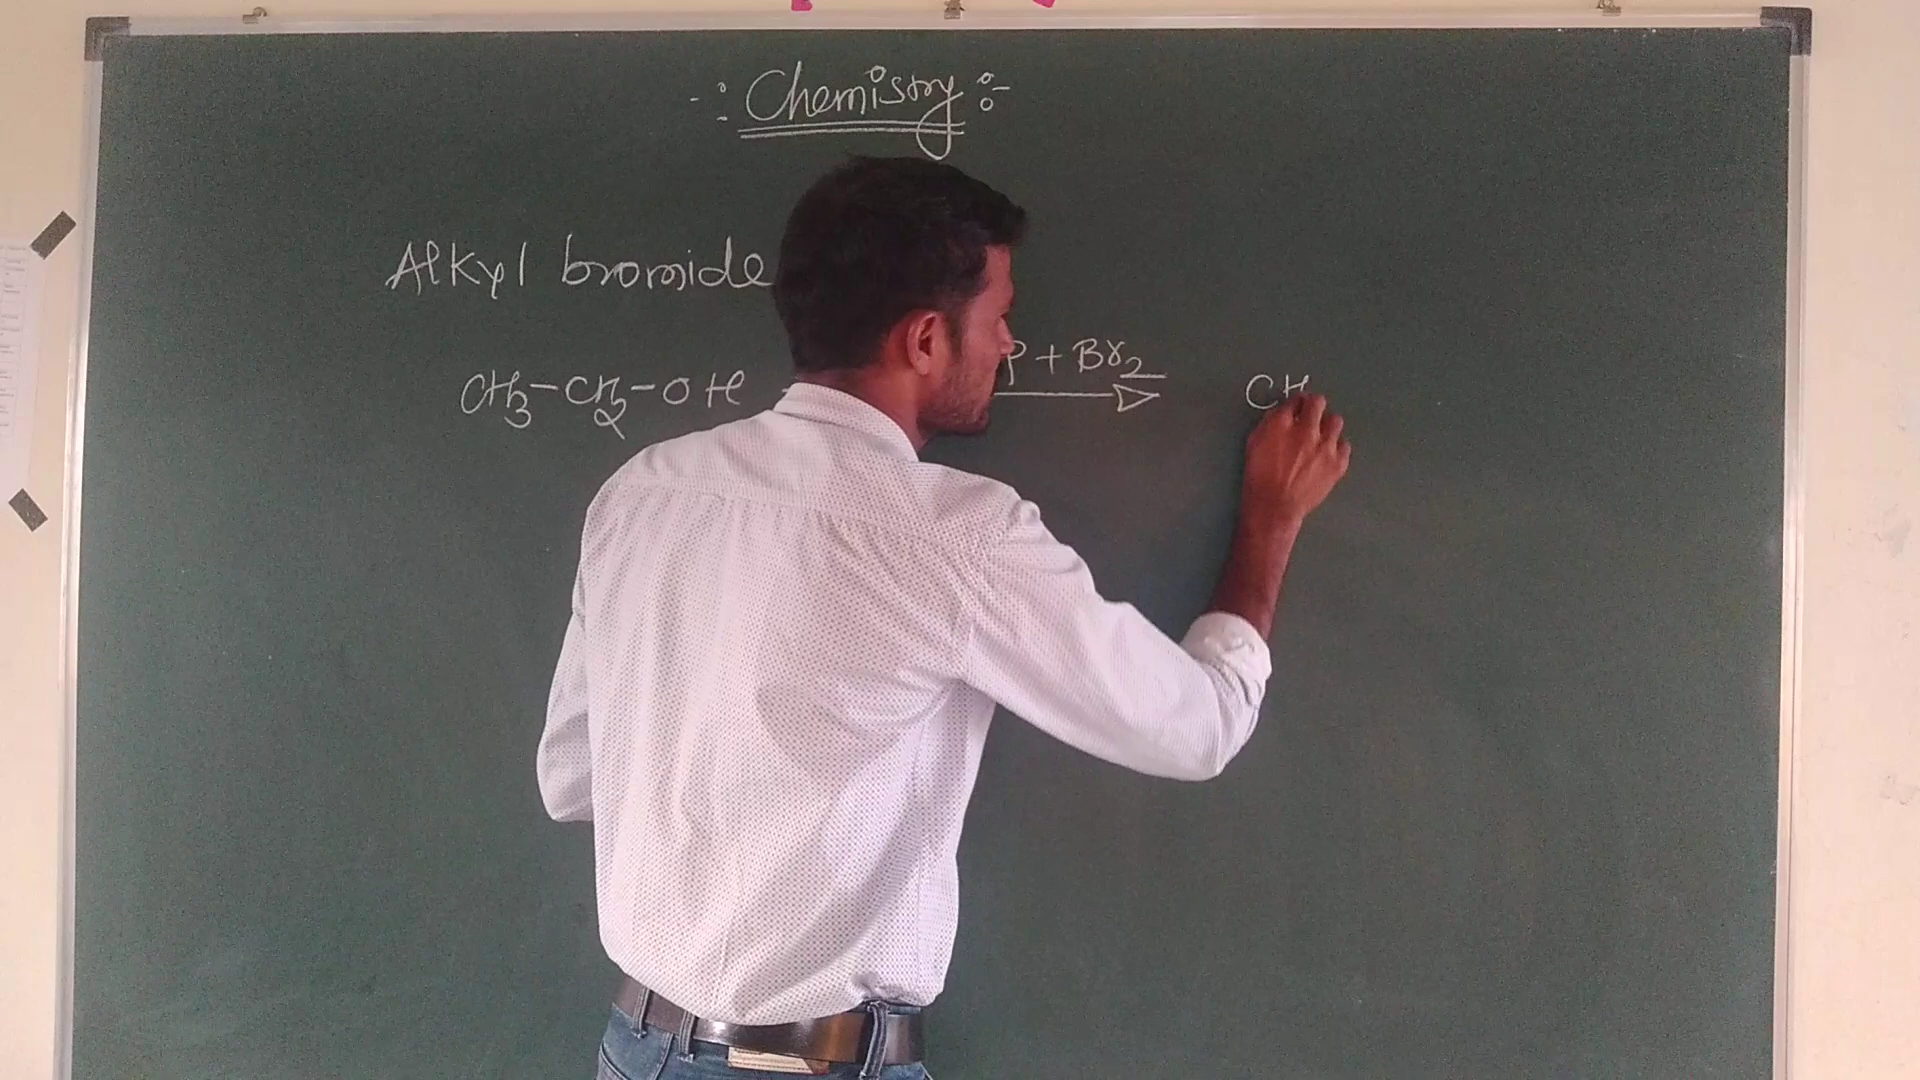 -: Chemistry :-
Alkyl bromide
P + Br2
CH3-CH2-OH CH